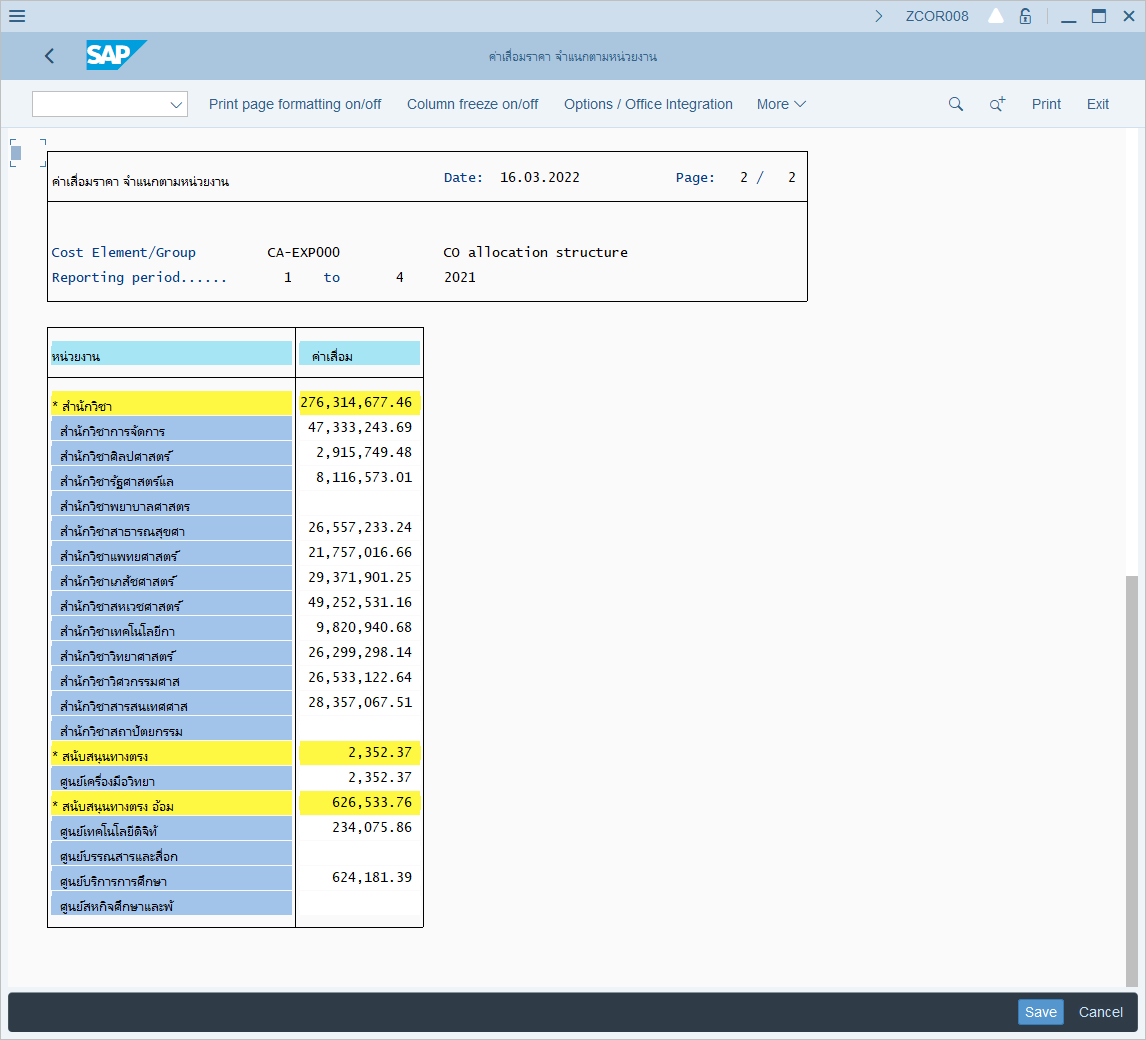 ZCOR008
SAP ค่าเสื่อมราคา จำแนกตามหน่วยงาน
Print page formatting on/off Column freeze on/off Options / Office Integration More Print Exit
ค่าเสื่อมราคา จำแนกตามหน่วยงาน Date: 16.03.2022 Page: 2 / 2
Cost Element/Group CA-EXP000 CO allocation structure
Reporting period...... 1 to 4 2021
หน่วยงาน ค่าเสื่อม
* สำนักวิชา 276,314,677.46
สำนักวิชาการจัดการ 47,333,243.69
สำนักวิชาศิลปศาสตร์ 2,915,749.48
สำนักวิชารัฐศาสตร์แล 8,116,573.01
สำนักวิชาพยาบาลศาสตร
สำนักวิชาสาธารณสุขศา 26,557,233.24
สำนักวิชาแพทยศาสตร์ 21,757,016.66
สำนักวิชาเภสัชศาสตร์ 29,371,901.25
สำนักวิชาสหเวชศาสตร์ 49,252,531.16
สำนักวิชาเทคโนโลยีกา 9,820,940.68
สำนักวิชาวิทยาศาสตร์ 26,299,298.14
สำนักวิชาวิศวกรรมศาส 26,533,122.64
สำนักวิชาสารสนเทศศาส 28,357,067.51
สำนักวิชาสถาปัตยกรรม
* สนับสนุนทางตรง 2,352.37
ศูนย์เครื่องมือวิทยา 2,352.37
* สนับสนุนทางตรง อ้อม 626,533.76
ศูนย์เทคโนโลยีดิจิทั 234,075.86
ศูนย์บรรณสารและสื่อก
ศูนย์บริการการศึกษา 624,181.39
ศูนย์สหกิจศึกษาและพั
Save Cancel